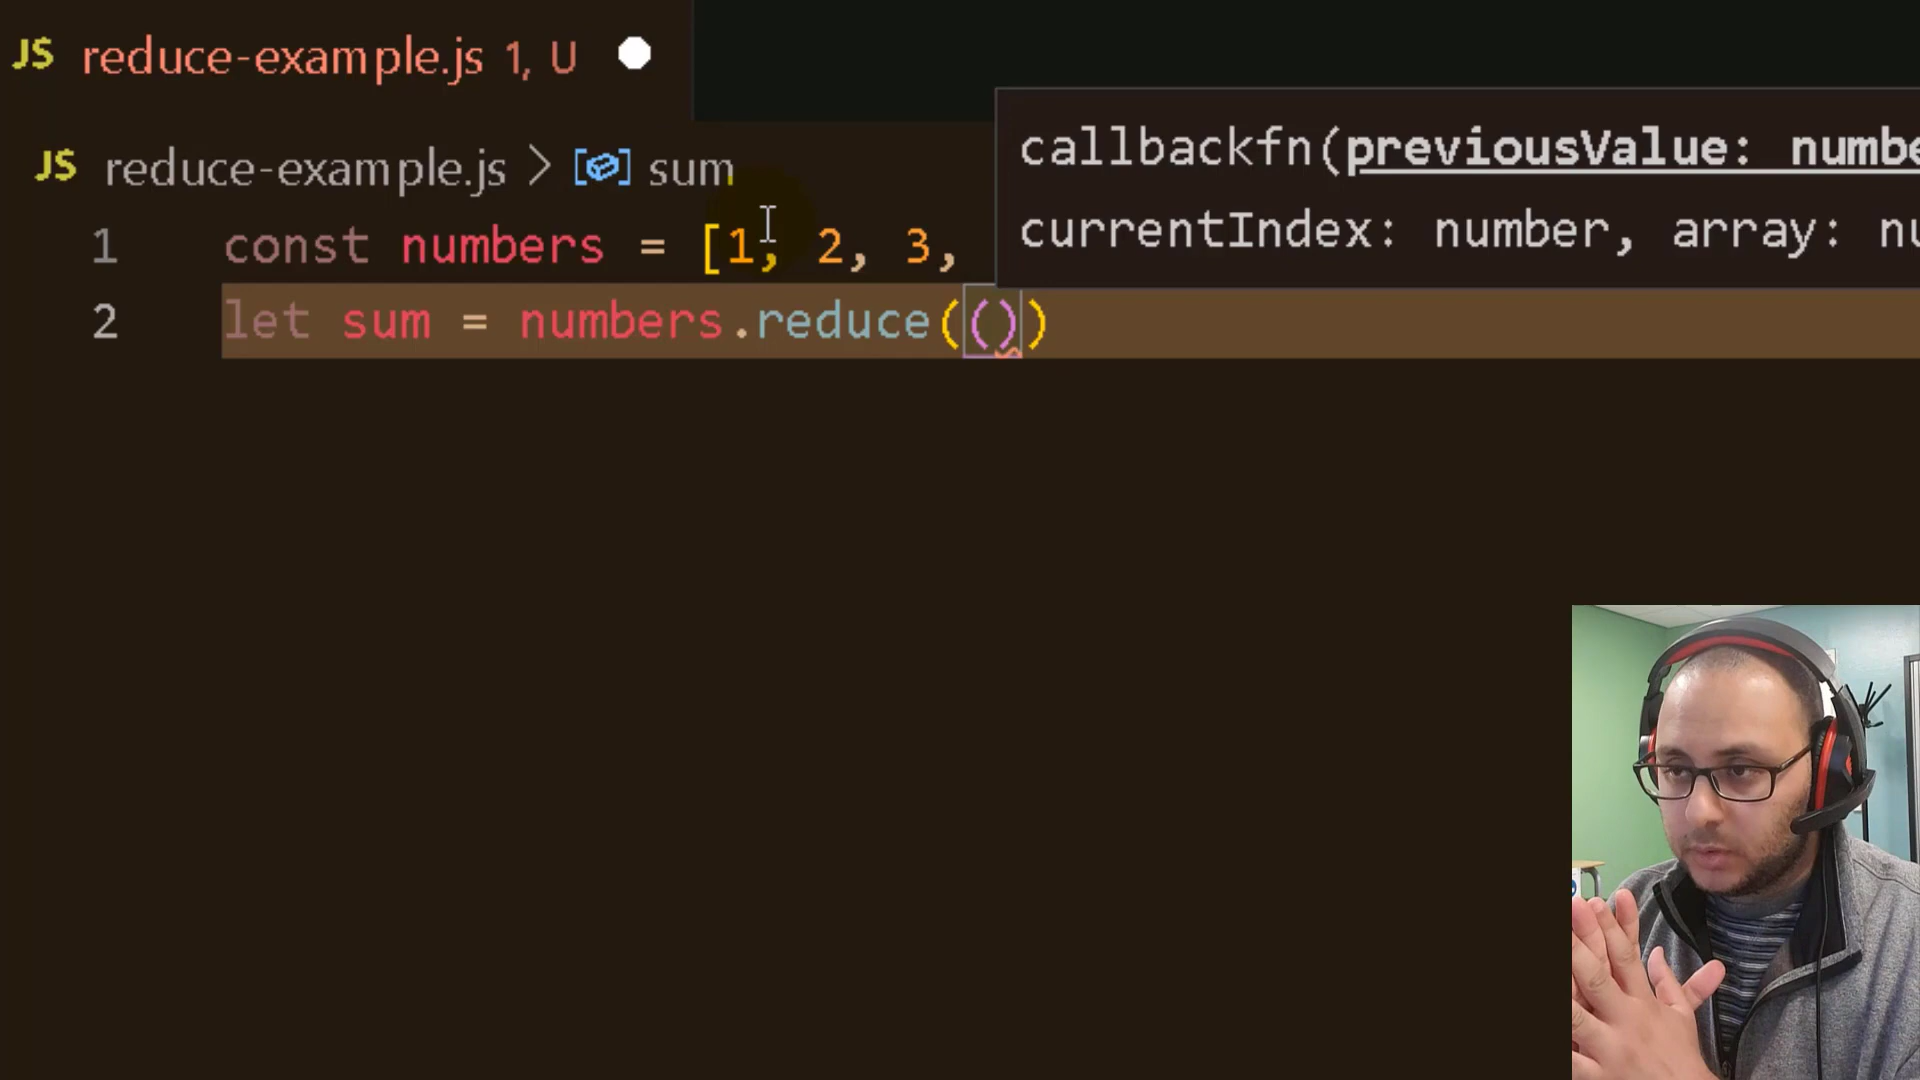 JS reduce-example.js 1, U
JS reduce-example.js > sum
callbackfn(previousValue: numbe
currentIndex: number, array: nu
1 const numbers = [1, 2, 3,
2 let sum = numbers.reduce(())